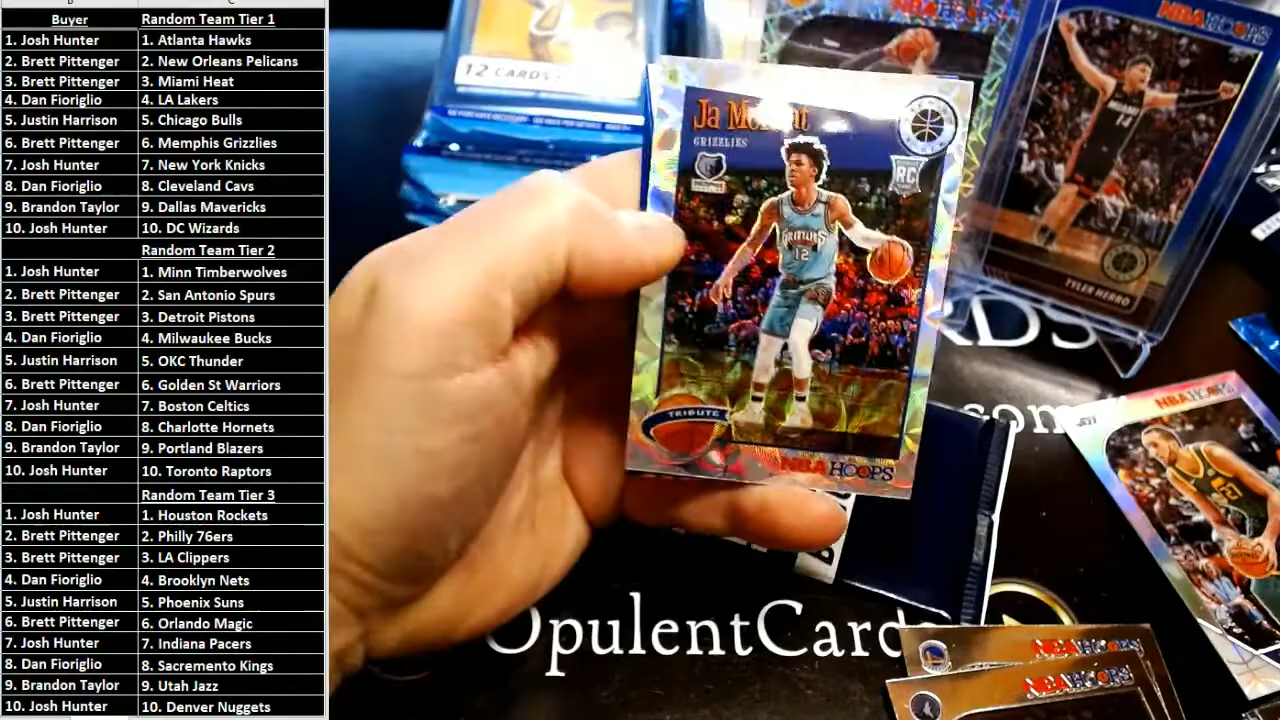 Buyer Random Team Tier 1
1. Josh Hunter 1. Atlanta Hawks
2. Brett Pittenger 2. New Orleans Pelicans
3. Brett Pittenger 3. Miami Heat
4. Dan Fioriglio 4. LA Lakers
5. Justin Harrison 5. Chicago Bulls
6. Brett Pittenger 6. Memphis Grizzlies
7. Josh Hunter 7. New York Knicks
8. Dan Fioriglio 8. Cleveland Cavs
9. Brandon Taylor 9. Dallas Mavericks
10. Josh Hunter 10. DC Wizards
Random Team Tier 2
1. Josh Hunter 1. Minn Timberwolves
2. Brett Pittenger 2. San Antonio Spurs
3. Brett Pittenger 3. Detroit Pistons
4. Dan Fioriglio 4. Milwaukee Bucks
5. Justin Harrison 5. OKC Thunder
6. Brett Pittenger 6. Golden St Warriors
7. Josh Hunter 7. Boston Celtics
8. Dan Fioriglio 8. Charlotte Hornets
9. Brandon Taylor 9. Portland Blazers
10. Josh Hunter 10. Toronto Raptors
Random Team Tier 3
1. Josh Hunter 1. Houston Rockets
2. Brett Pittenger 2. Philly 76ers
3. Brett Pittenger 3. LA Clippers
4. Dan Fioriglio 4. Brooklyn Nets
5. Justin Harrison 5. Phoenix Suns
6. Brett Pittenger 6. Orlando Magic
7. Josh Hunter 7. Indiana Pacers
8. Dan Fioriglio 8. Sacremento Kings
9. Brandon Taylor 9. Utah Jazz
10. Josh Hunter 10. Denver Nuggets
12 CARDS
NBA HOOPS
Ja
GRIZZLIES
RC
GRIZZLIES
12
TRIBUTE
NBA HOOPS
NBA HOOPS
MIAMI
14
TYLER HERRO
NBA HOOPS
OpulentCards
NBA HOOPS
NBA HOOPS